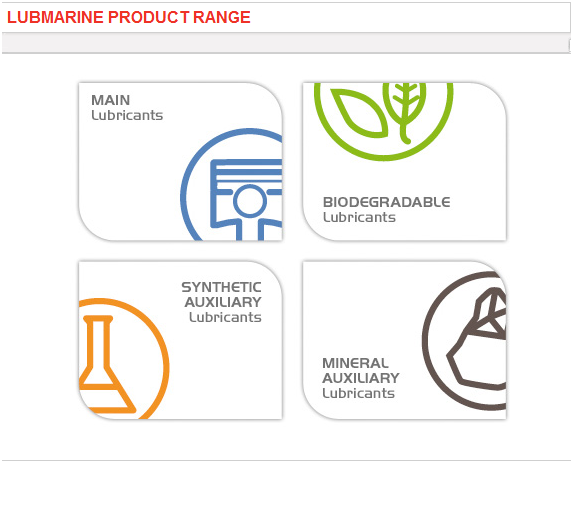 LUBMARINE PRODUCT RANGE
MAIN
Lubricants
BIODEGRADABLE
Lubricants
SYNTHETIC
AUXILIARY
Lubricants
MINERAL
AUXILIARY
Lubricants